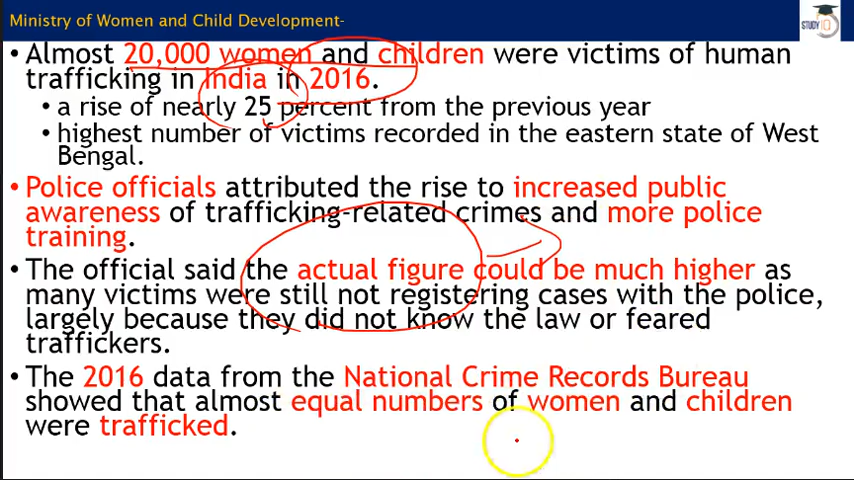 Ministry of Women and Child Development-
STUDY IQ
• Almost 20,000 women and children were victims of human
trafficking in India in 2016.
• a rise of nearly 25 percent from the previous year
• highest number of victims recorded in the eastern state of West
Bengal.
• Police officials attributed the rise to increased public
awareness of trafficking-related crimes and more police
training.
• The official said the actual figure could be much higher as
many victims were still not registering cases with the police,
largely because they did not know the law or feared
traffickers.
• The 2016 data from the National Crime Records Bureau
showed that almost equal numbers of women and children
were trafficked.